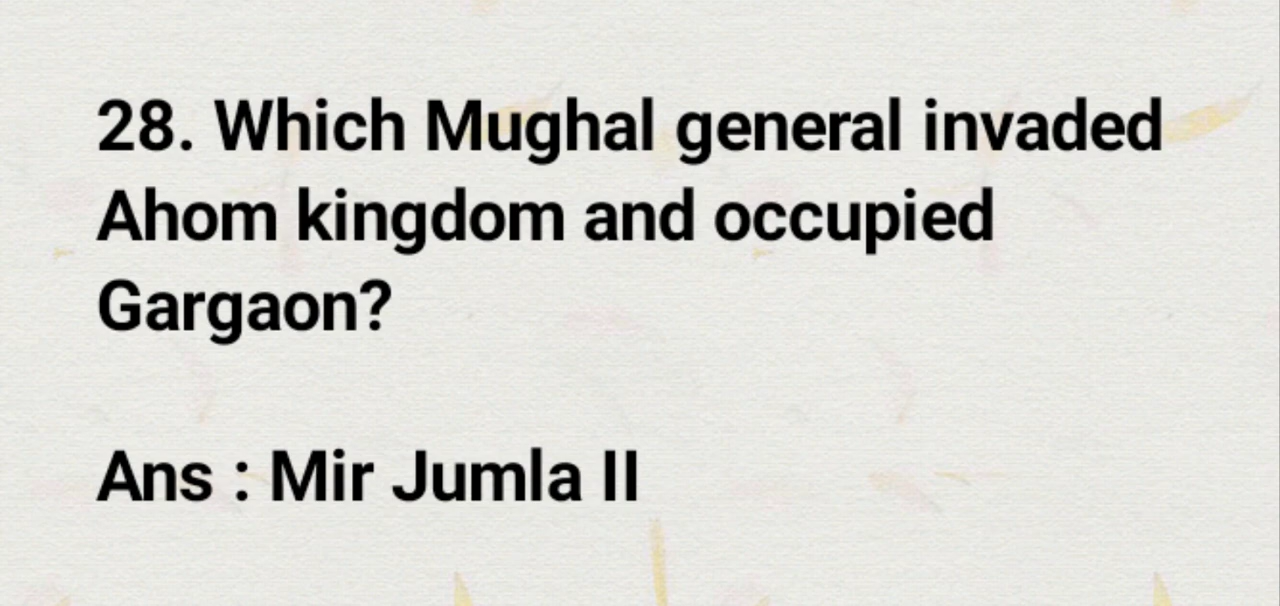 28. Which Mughal general invaded
Ahom kingdom and occupied
Gargaon?
Ans : Mir Jumla II